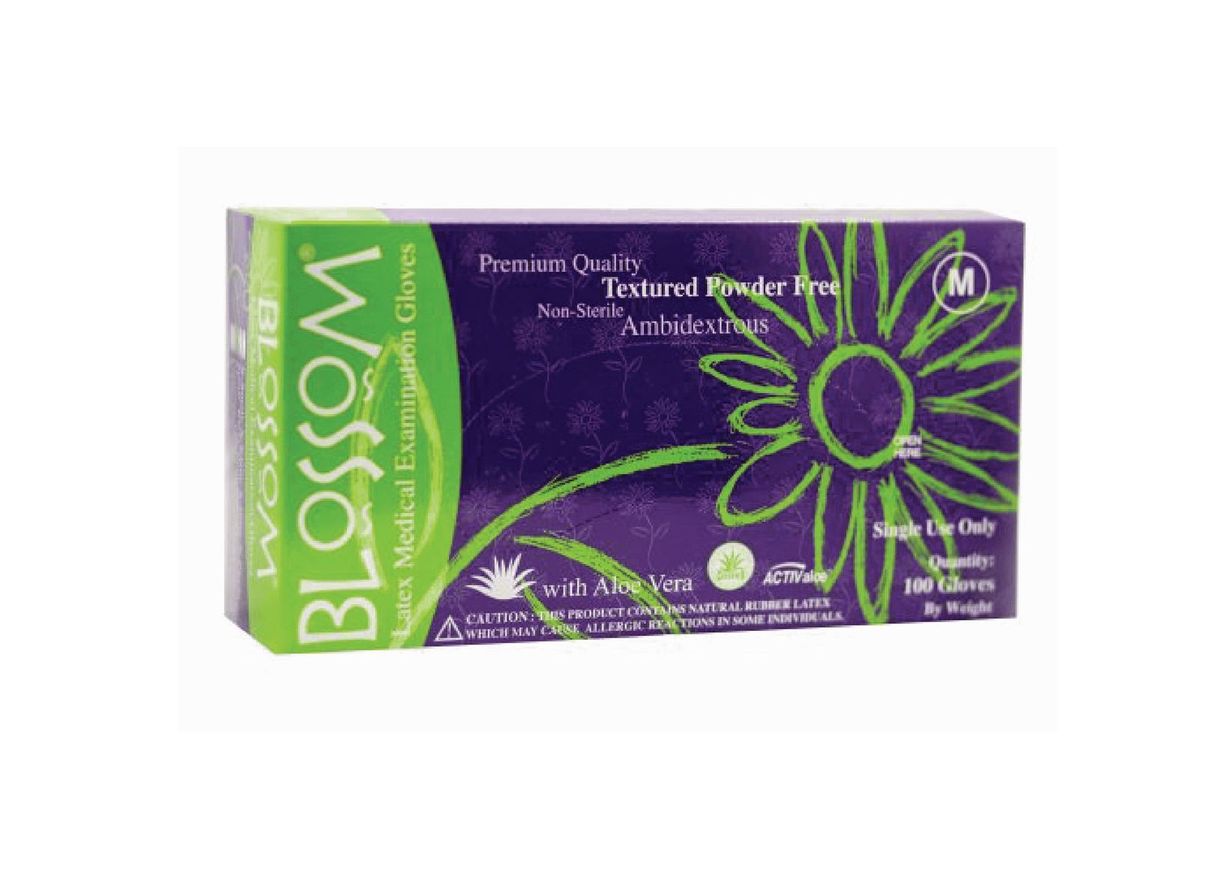 BLOSSOM®
Latex Medical Examination Gloves
BLOSSOM
Premium Quality
Textured Powder Free
Non-Sterile
Ambidextrous
M
OPEN
HERE
Single Use Only
Quantity:
100 Gloves
By Weight
with Aloe Vera
ACTIValoe
CAUTION : THIS PRODUCT CONTAINS NATURAL RUBBER LATEX
WHICH MAY CAUSE ALLERGIC REACTIONS IN SOME INDIVIDUALS.